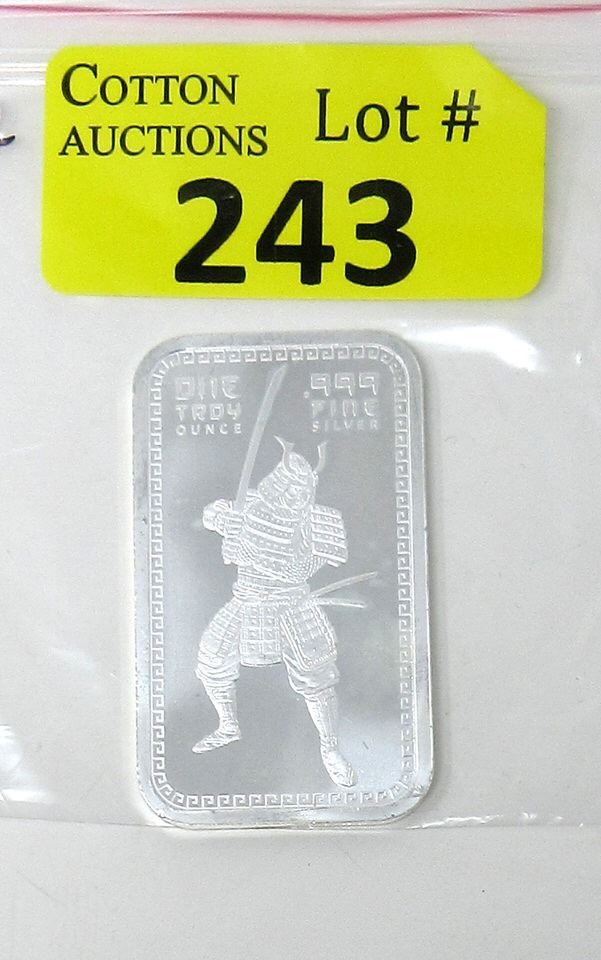 COTTON
AUCTIONS
Lot #
243
ONE
TROY
OUNCE
.999
FINE
SILVER